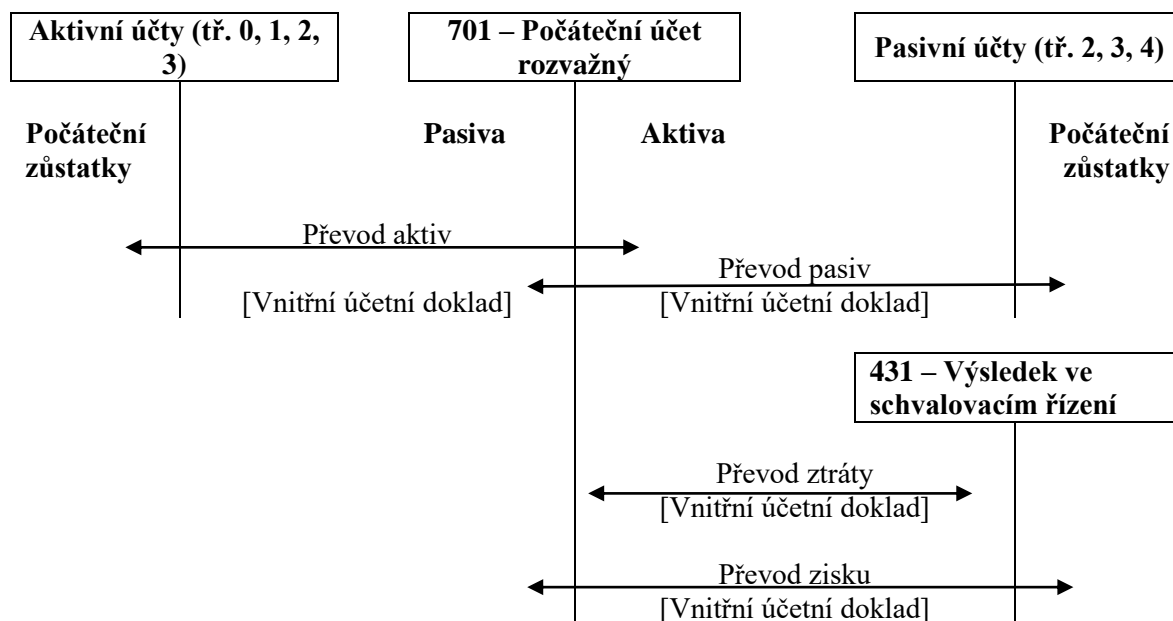 Aktivní účty (tř. 0, 1, 2,
3)
701 – Počáteční účet
rozvažný
Pasivní účty (tř. 2, 3, 4)
Počáteční
zůstatky
Pasiva
Aktiva
Počáteční
zůstatky
Převod aktiv
[Vnitřní účetní doklad]
Převod pasiv
[Vnitřní účetní doklad]
431 – Výsledek ve
schvalovacím řízení
Převod ztráty
[Vnitřní účetní doklad]
Převod zisku
[Vnitřní účetní doklad]